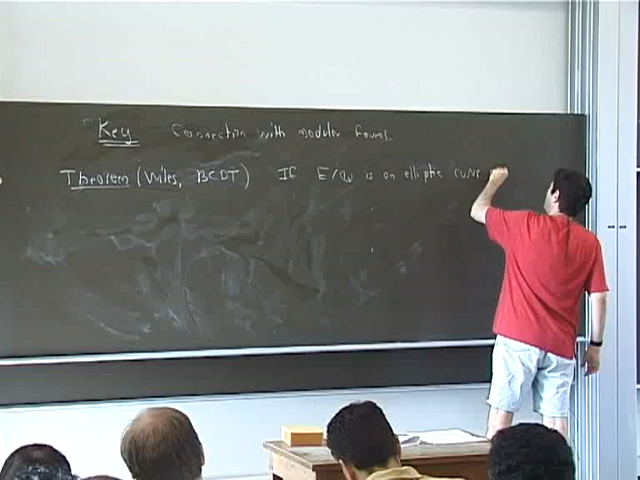 Key Connection with modular forms.
Theorem (Wiles, BCDT) If E/Q is an elliptic curve